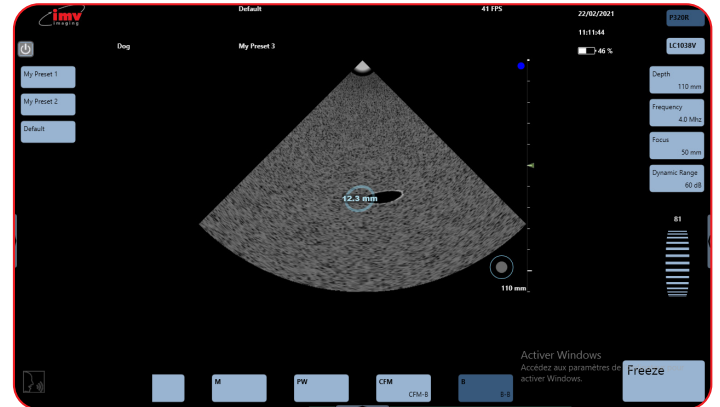 Default
41 FPS
22/02/2021
P320R
imv
imaging
11:11:44
Dog
My Preset 3
46 %
LC1038V
My Preset 1
Depth
110 mm
My Preset 2
Frequency
4.0 Mhz
Default
Focus
50 mm
Dynamic Range
60 dB
12.3 mm
81
110 mm
Activer Windows
Accédez aux paramètres de
activer Windows.
Freeze
M
PW
CFM
CFM-B
B
B-B